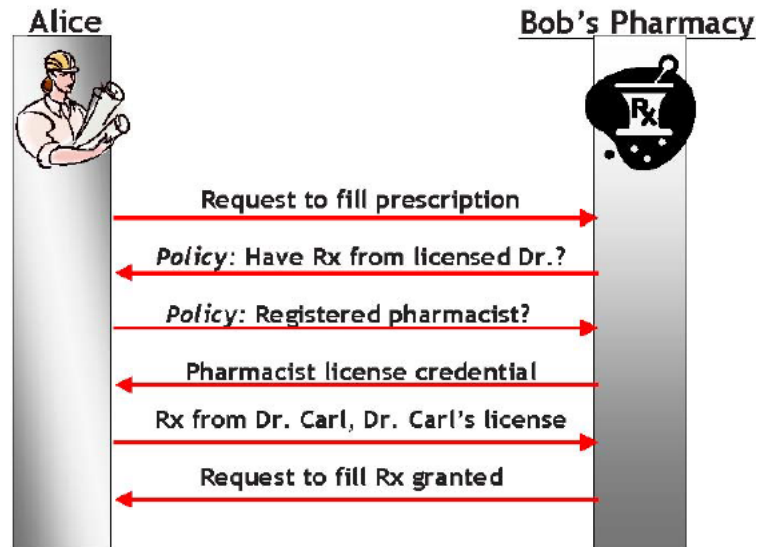 Alice
Bob's Pharmacy
Rx
Request to fill prescription
Policy: Have Rx from licensed Dr.?
Policy: Registered pharmacist?
Pharmacist license credential
Rx from Dr. Carl, Dr. Carl's license
Request to fill Rx granted